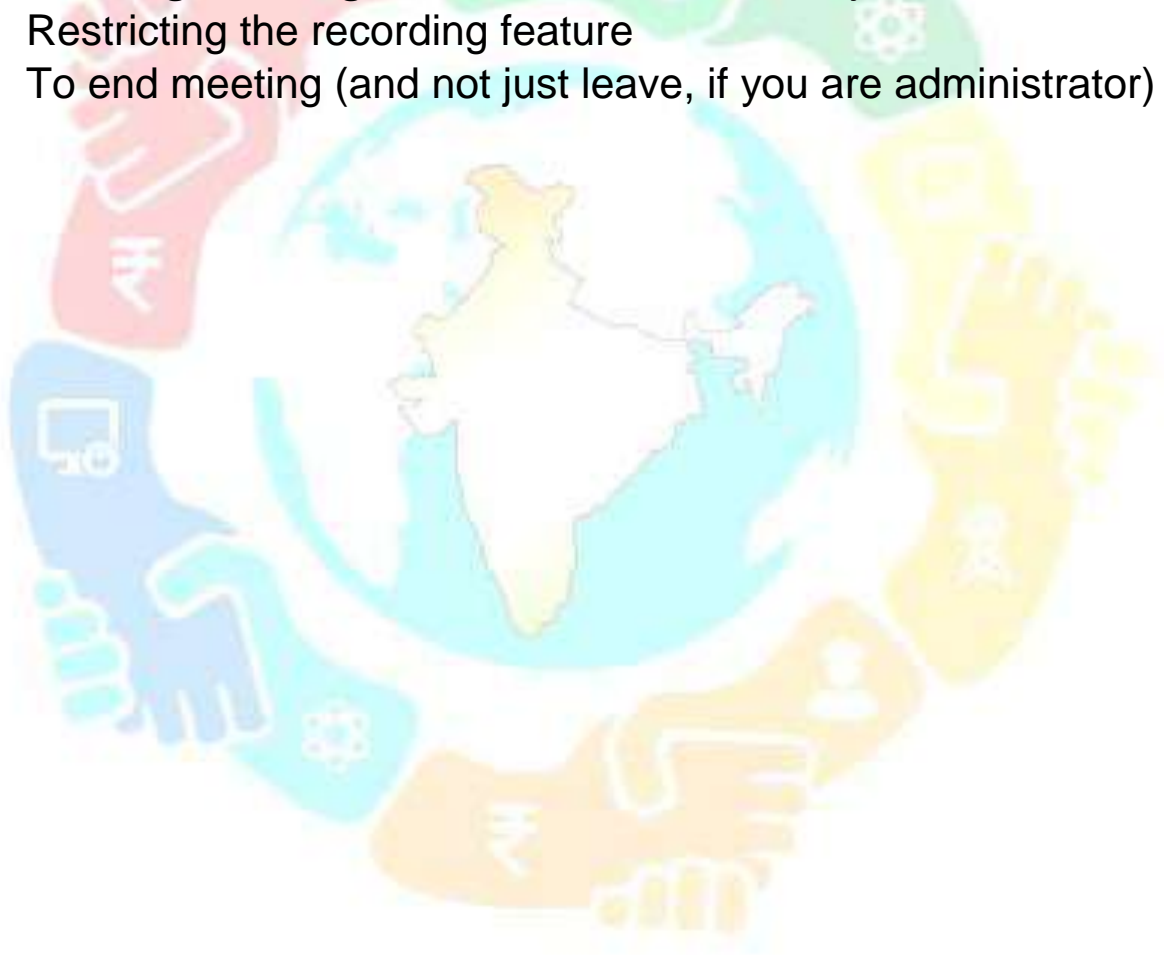 Restricting the recording feature
To end meeting (and not just leave, if you are administrator)
₹
₹